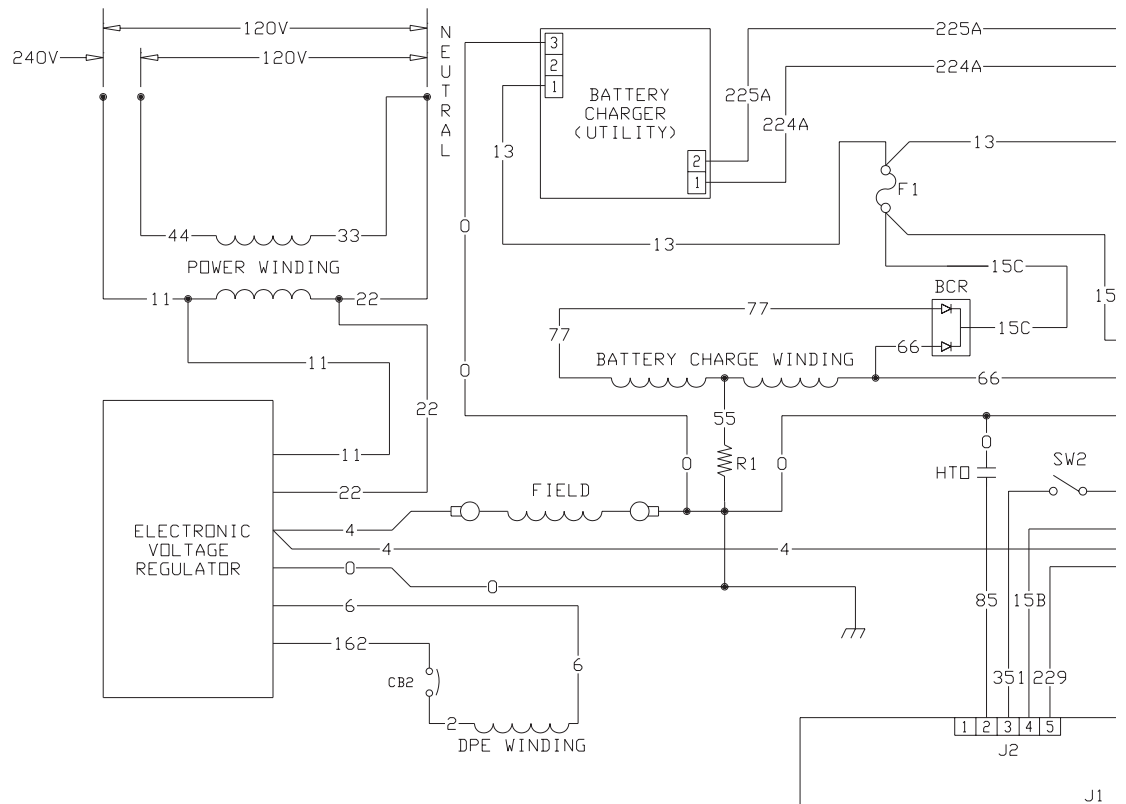 120V
240V
120V
NEUTRAL
44
33
POWER WINDING
11
22
11
22
11
22
ELECTRONIC
VOLTAGE
REGULATOR
4
4
0
0
6
162
6
CB2
2
DPE WINDING
FIELD
3
2
1
BATTERY
CHARGER
(UTILITY)
2
1
225A
224A
225A
224A
13
13
13
0
0
F1
15C
15
BCR
77
77
15C
66
BATTERY CHARGE WINDING
66
55
R1
0
0
4
0
HTO
SW2
85
15B
351
229
1 2 3 4 5
J2
J1